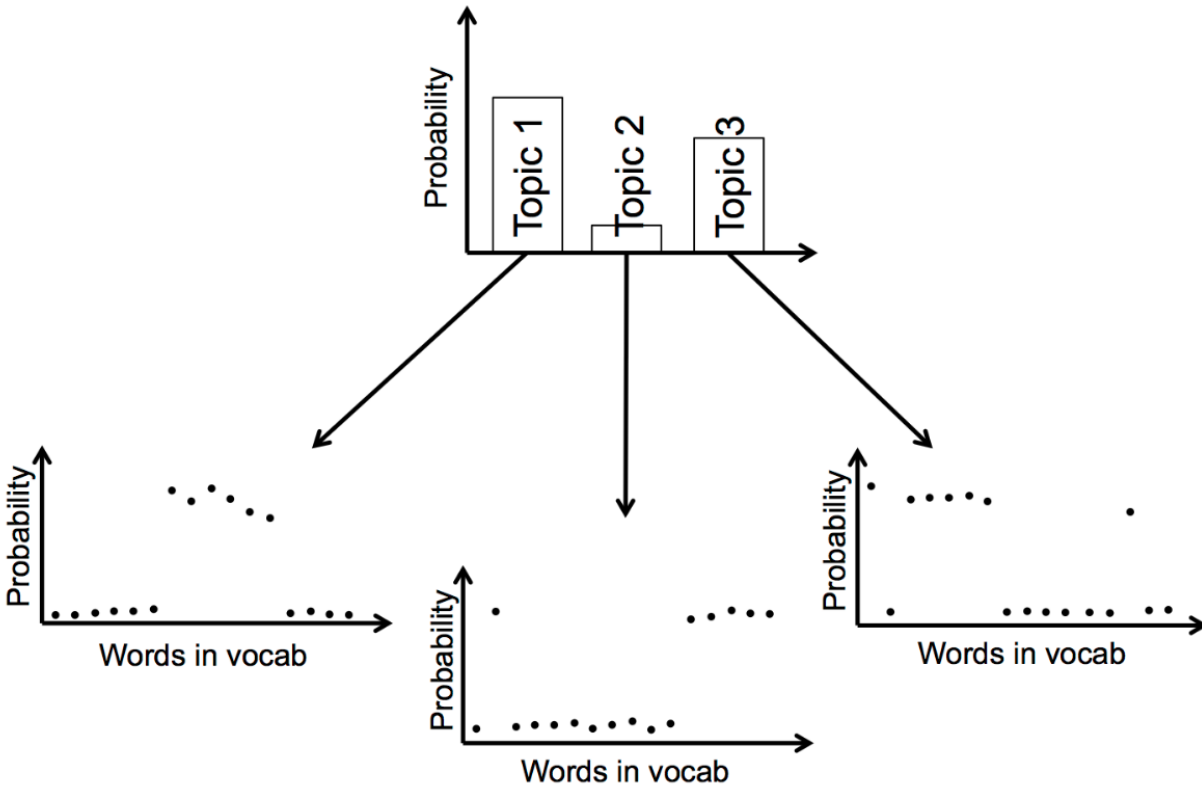 Probability
Topic 1
Topic 2
Topic 3
Probability
Words in vocab
Probability
Words in vocab
Probability
Words in vocab